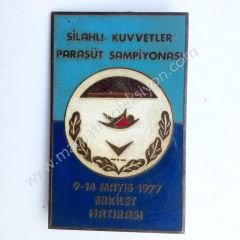 SİLAHLI KUVVETLER
PARAŞÜT ŞAMPİYONASI
9-14 MAYIS 1977
ERKİLET
HATIRASI